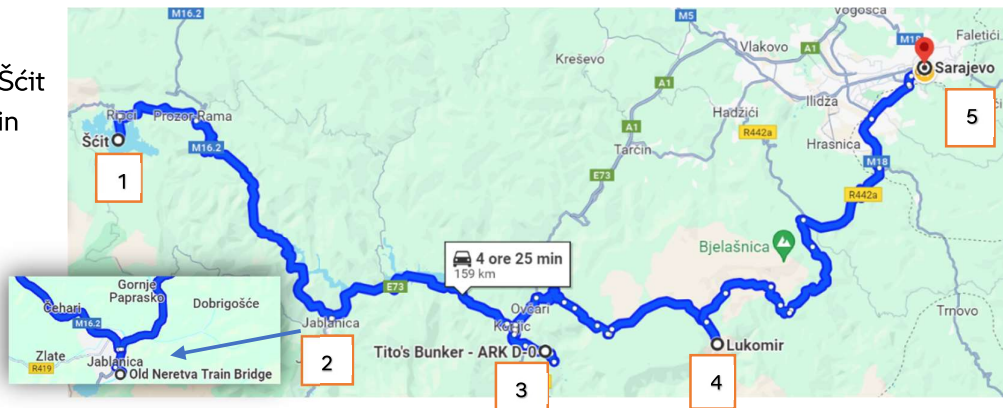 Šćit
in
M16.2
M5
Vogošća
M18
Faletići
Kreševo
Vlakovo
A1
A1
Sarajevo
Ilidža
Hadžići
R442a
Hrasnica
5
Prozor-Rama
Šćit
M16.2
A1
Tarčin
E73
M18
R442a
1
Bjelašnica
4 ore 25 min
159 km
E73
Ovčari
Trnovo
Jablanica
Tito's Bunker - ARK D-0
Lukomir
2
3
4
Gornje
Paprasko
Čehari
Dobrigošće
M16.2
Zlate
Jablanica
R419
Old Neretva Train Bridge